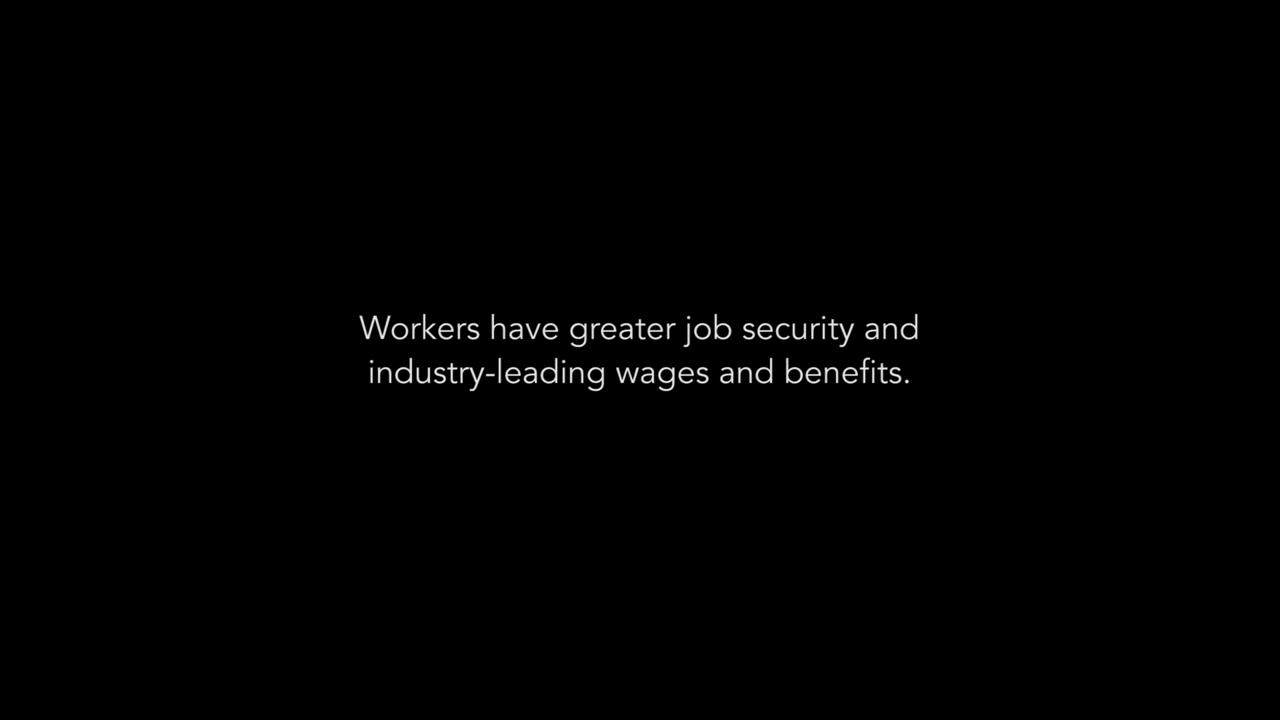 Workers have greater job security and
industry-leading wages and benefits.